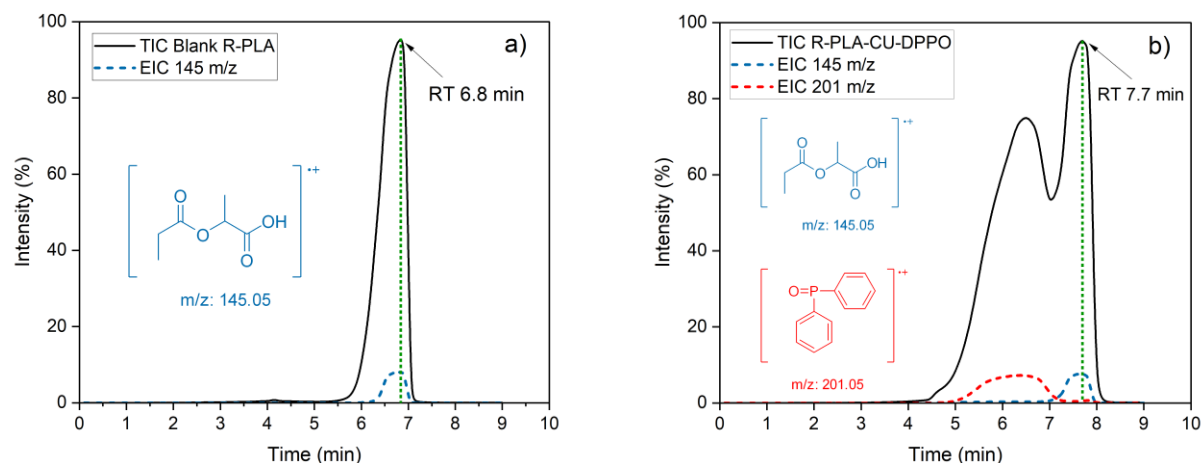 a)
TIC Blank R-PLA
EIC 145 m/z
RT 6.8 min
O
O
O
OH
•+
m/z: 145.05
Intensity (%)
100
80
60
40
20
0
0 1 2 3 4 5 6 7 8 9 10
Time (min)
b)
TIC R-PLA-CU-DPPO
EIC 145 m/z
EIC 201 m/z
RT 7.7 min
O
O
O
OH
•+
m/z: 145.05
O=P
•+
m/z: 201.05
Intensity (%)
100
80
60
40
20
0
0 1 2 3 4 5 6 7 8 9 10
Time (min)